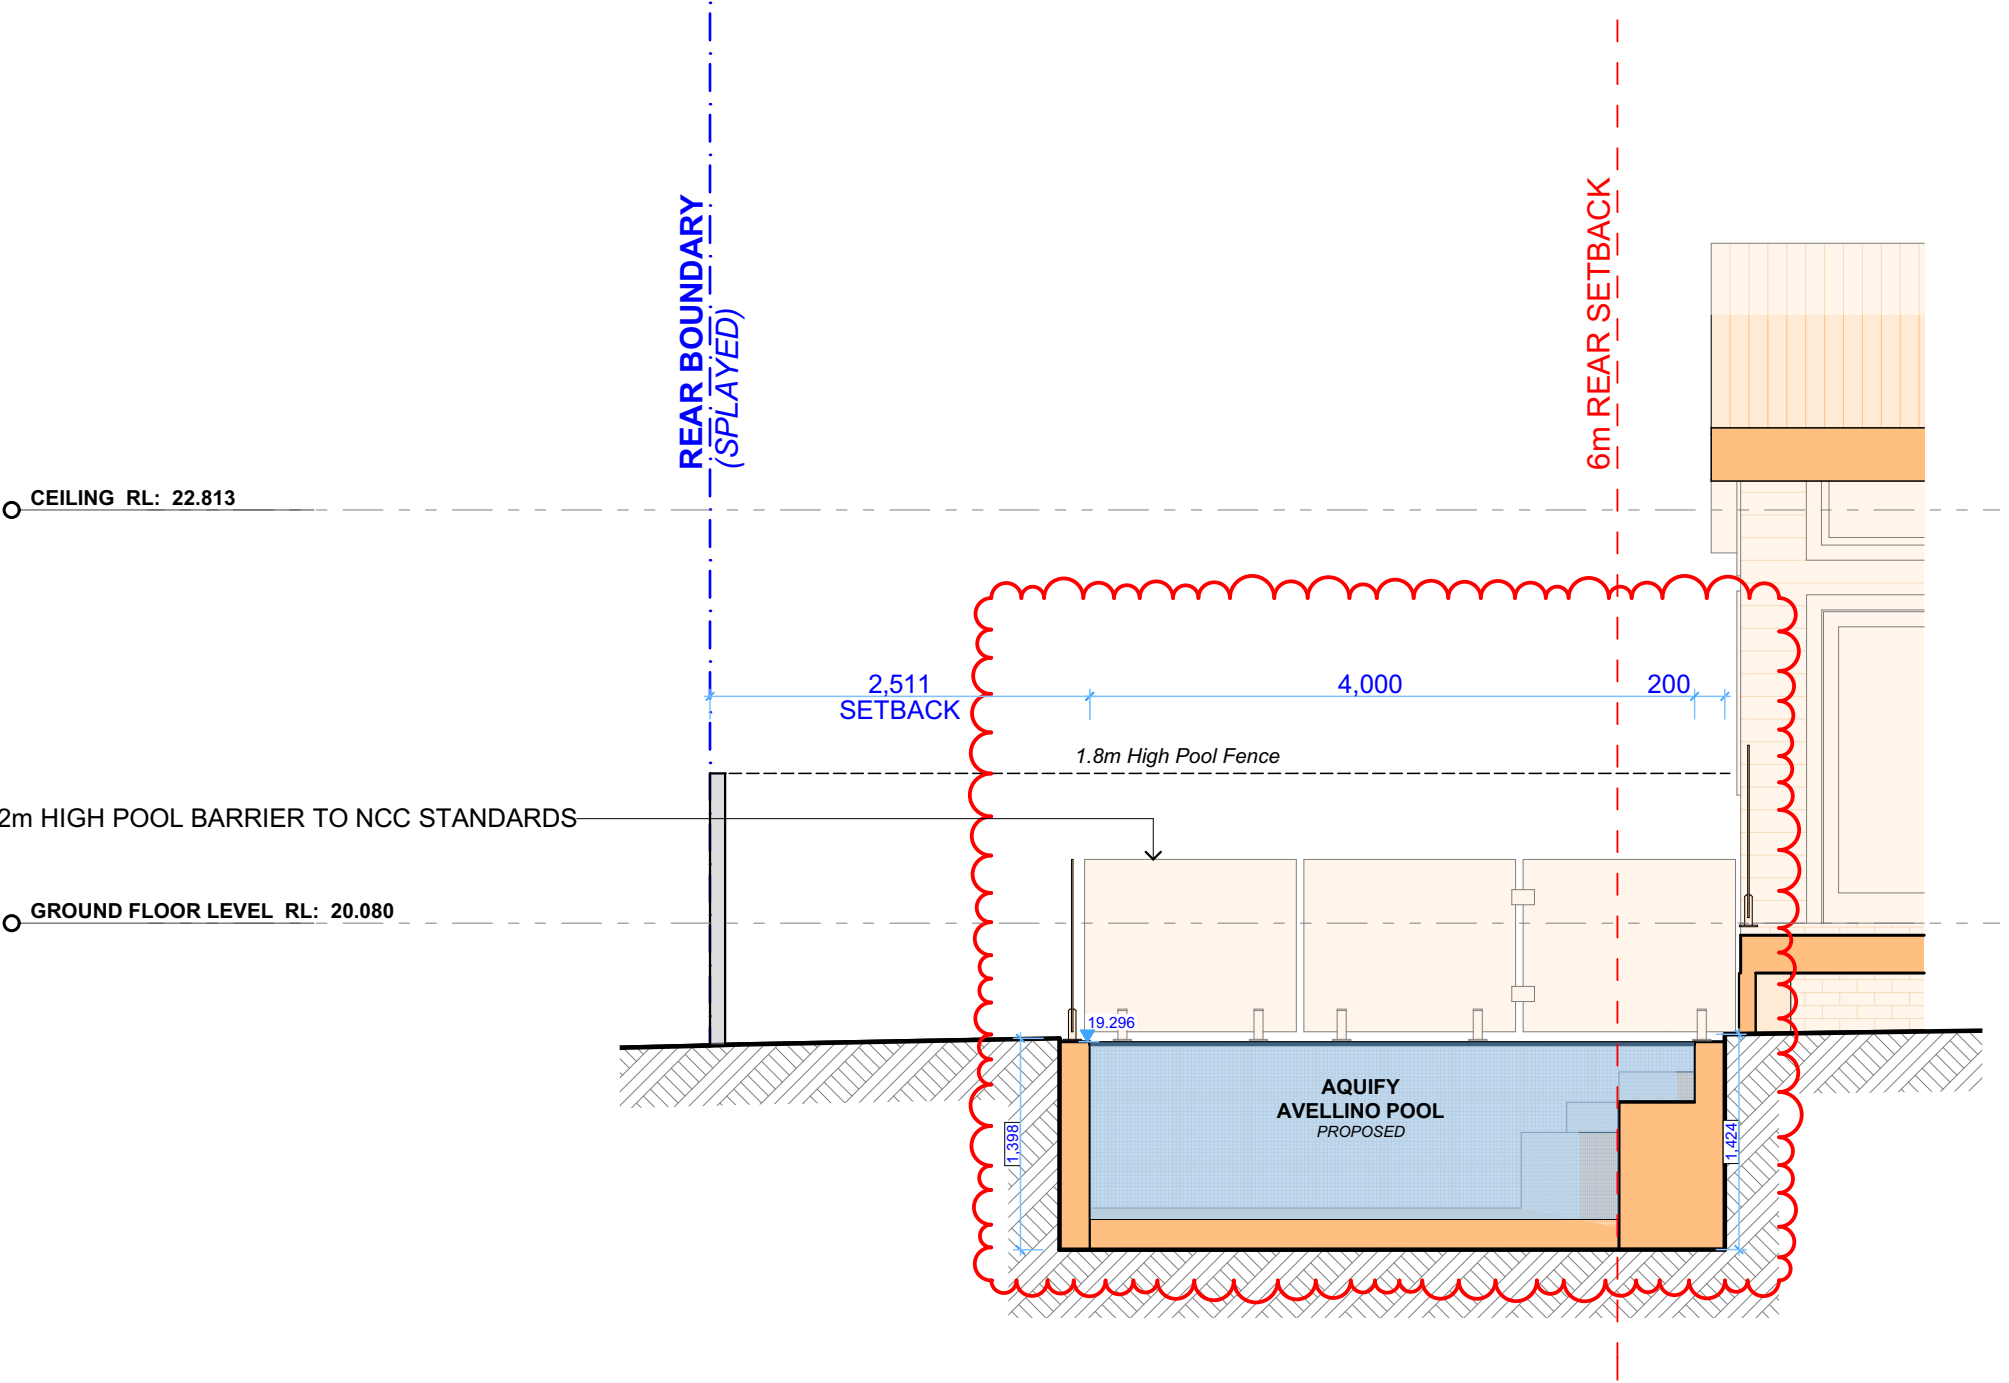 REAR BOUNDARY
(SPLAYED)
6m REAR SETBACK
CEILING RL: 22.813
2,511
SETBACK
4,000
200
1.8m High Pool Fence
2m HIGH POOL BARRIER TO NCC STANDARDS
GROUND FLOOR LEVEL RL: 20.080
19.296
AQUIFY
AVELLINO POOL
PROPOSED
1,398
1,424